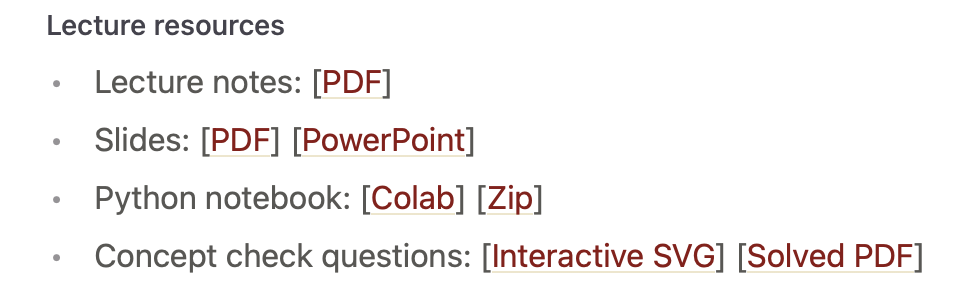 Lecture resources
• Lecture notes: [PDF]
• Slides: [PDF] [PowerPoint]
• Python notebook: [Colab] [Zip]
• Concept check questions: [Interactive SVG] [Solved PDF]